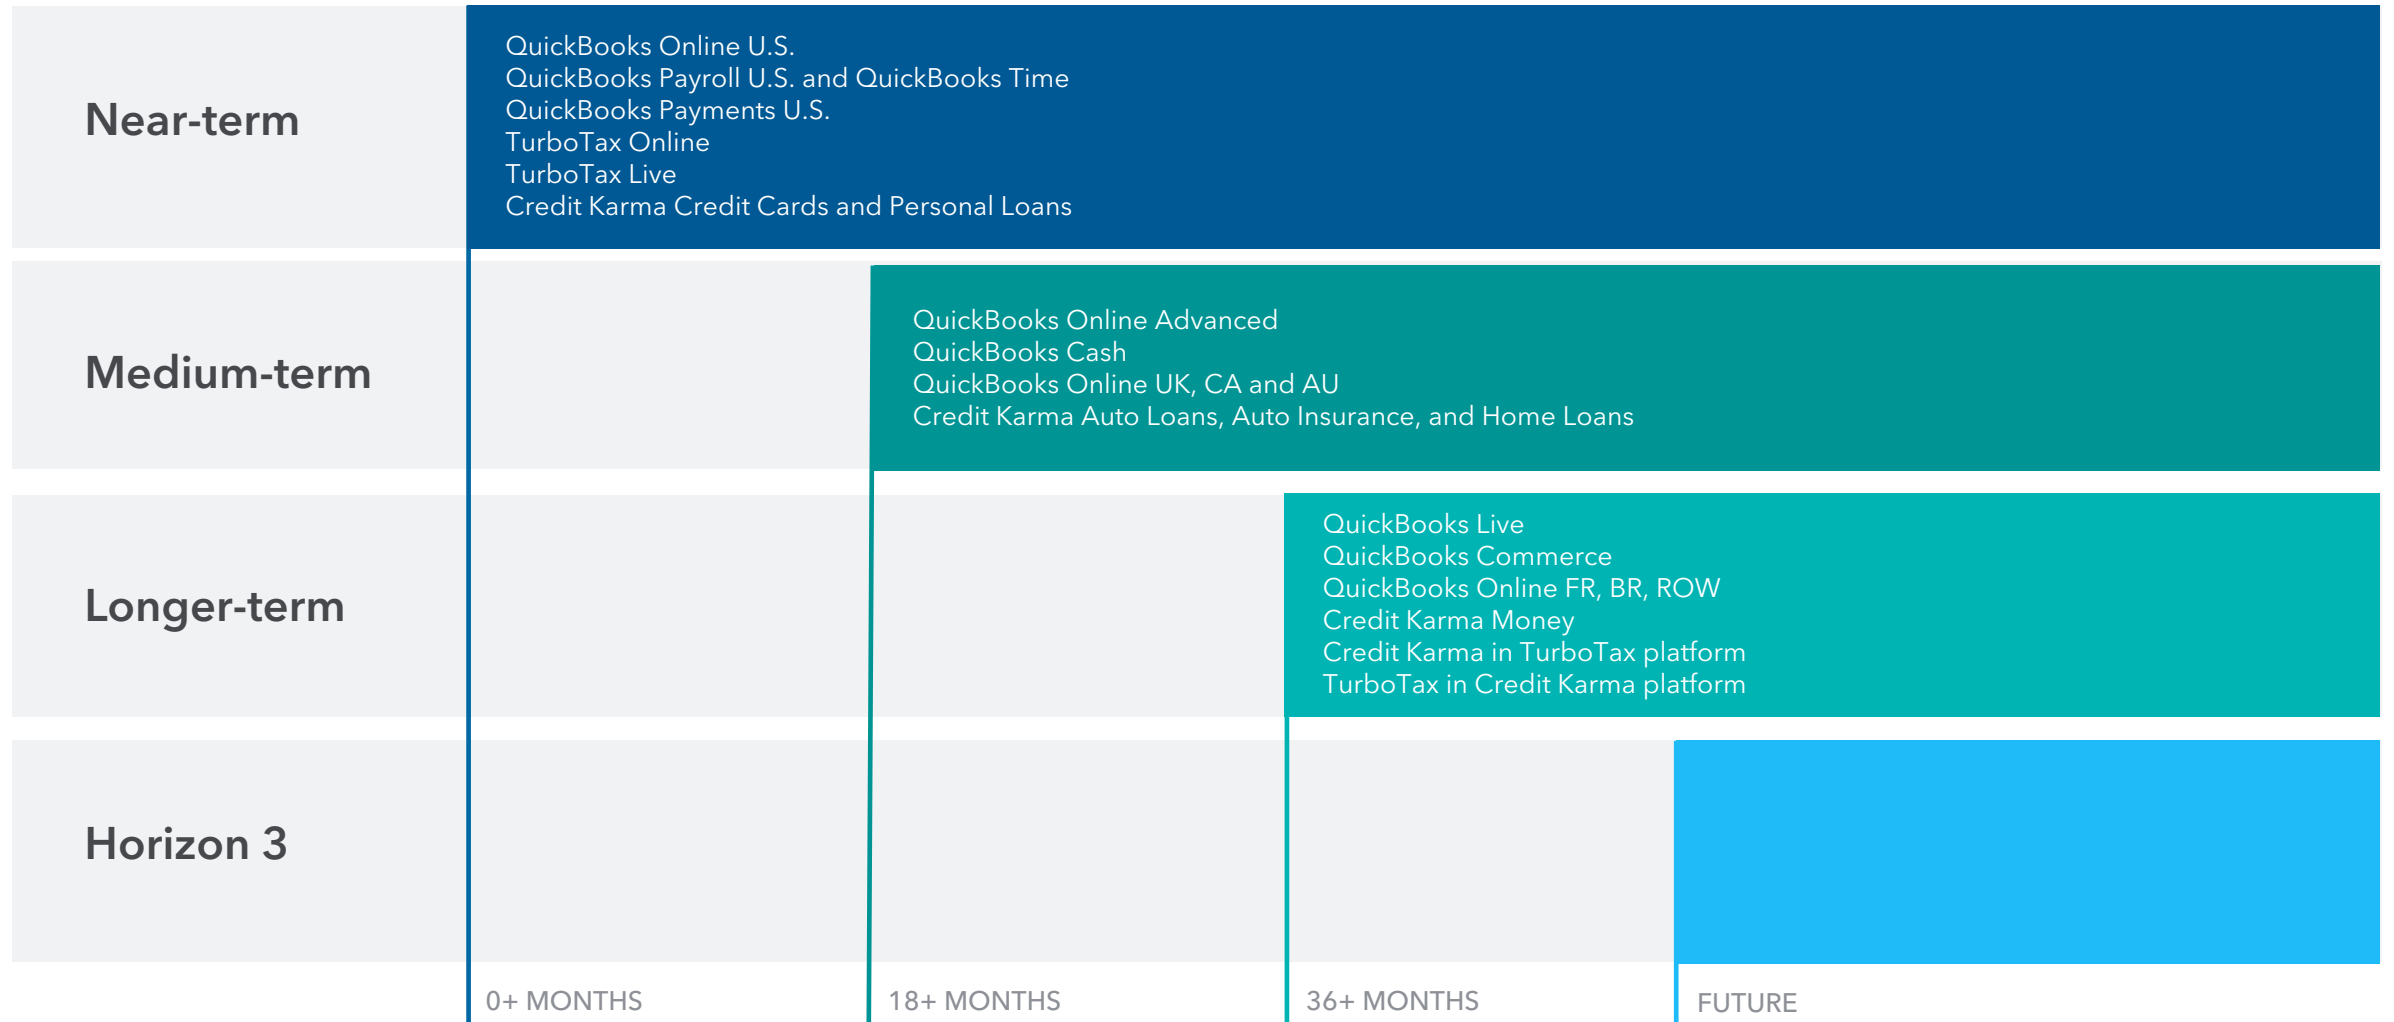 Near-term
QuickBooks Online U.S.
QuickBooks Payroll U.S. and QuickBooks Time
QuickBooks Payments U.S.
TurboTax Online
TurboTax Live
Credit Karma Credit Cards and Personal Loans
Medium-term
QuickBooks Online Advanced
QuickBooks Cash
QuickBooks Online UK, CA and AU
Credit Karma Auto Loans, Auto Insurance, and Home Loans
Longer-term
QuickBooks Live
QuickBooks Commerce
QuickBooks Online FR, BR, ROW
Credit Karma Money
Credit Karma in TurboTax platform
TurboTax in Credit Karma platform
Horizon 3
0+ MONTHS
18+ MONTHS
36+ MONTHS
FUTURE